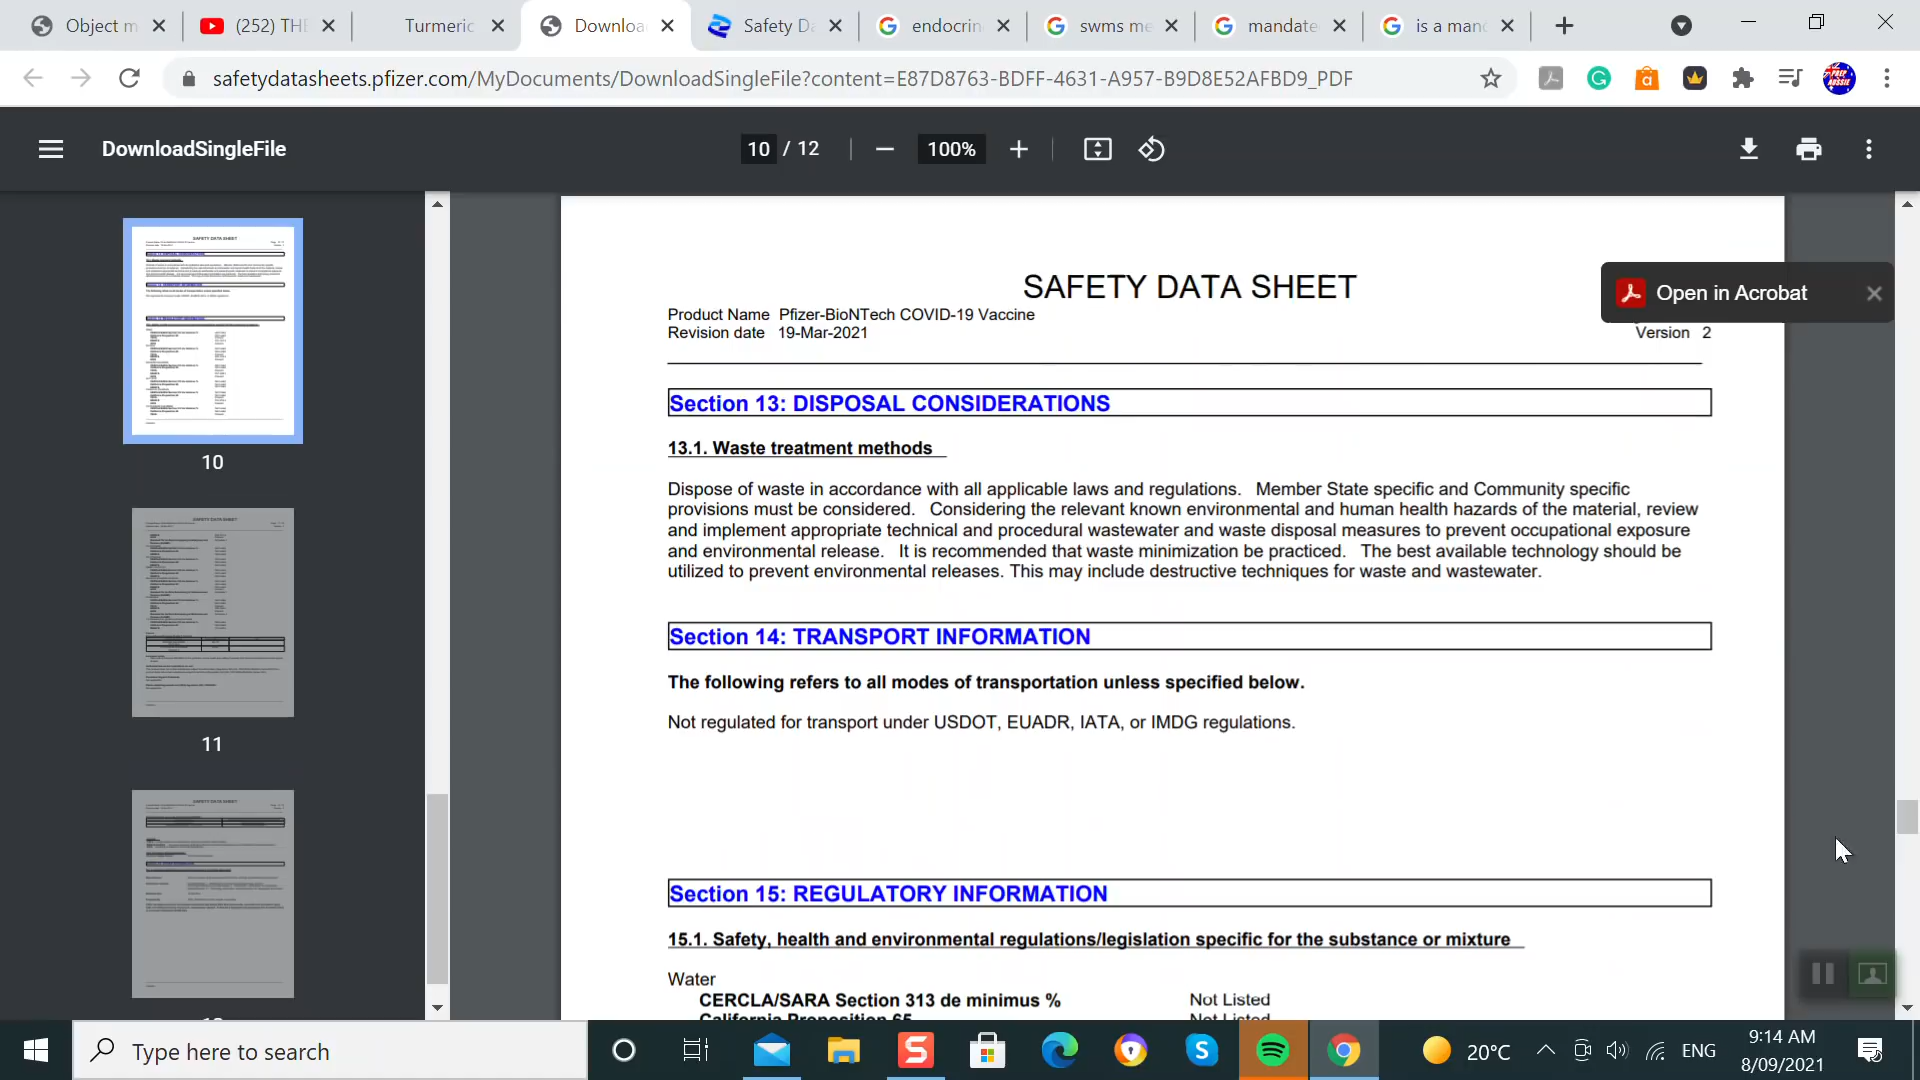 Object m
(252) THE
Turmeric
Downloa
Safety Da
endocrin
swms me
mandate
is a mand
safetydatasheets.pfizer.com/MyDocuments/DownloadSingleFile?content=E87D8763-BDFF-4631-A957-B9D8E52AFBD9_PDF
DownloadSingleFile
10 / 12
100%
10
11
SAFETY DATA SHEET
Open in Acrobat
Product Name Pfizer-BioNTech COVID-19 Vaccine
Revision date 19-Mar-2021
Version 2
Section 13: DISPOSAL CONSIDERATIONS
13.1. Waste treatment methods
Dispose of waste in accordance with all applicable laws and regulations. Member State specific and Community specific
provisions must be considered. Considering the relevant known environmental and human health hazards of the material, review
and implement appropriate technical and procedural wastewater and waste disposal measures to prevent occupational exposure
and environmental release. It is recommended that waste minimization be practiced. The best available technology should be
utilized to prevent environmental releases. This may include destructive techniques for waste and wastewater.
Section 14: TRANSPORT INFORMATION
The following refers to all modes of transportation unless specified below.
Not regulated for transport under USDOT, EUADR, IATA, or IMDG regulations.
Section 15: REGULATORY INFORMATION
15.1. Safety, health and environmental regulations/legislation specific for the substance or mixture
Water
CERCLA/SARA Section 313 de minimus % Not Listed
California Proposition 65 Not Listed
Type here to search
20°C
ENG
9:14 AM
8/09/2021